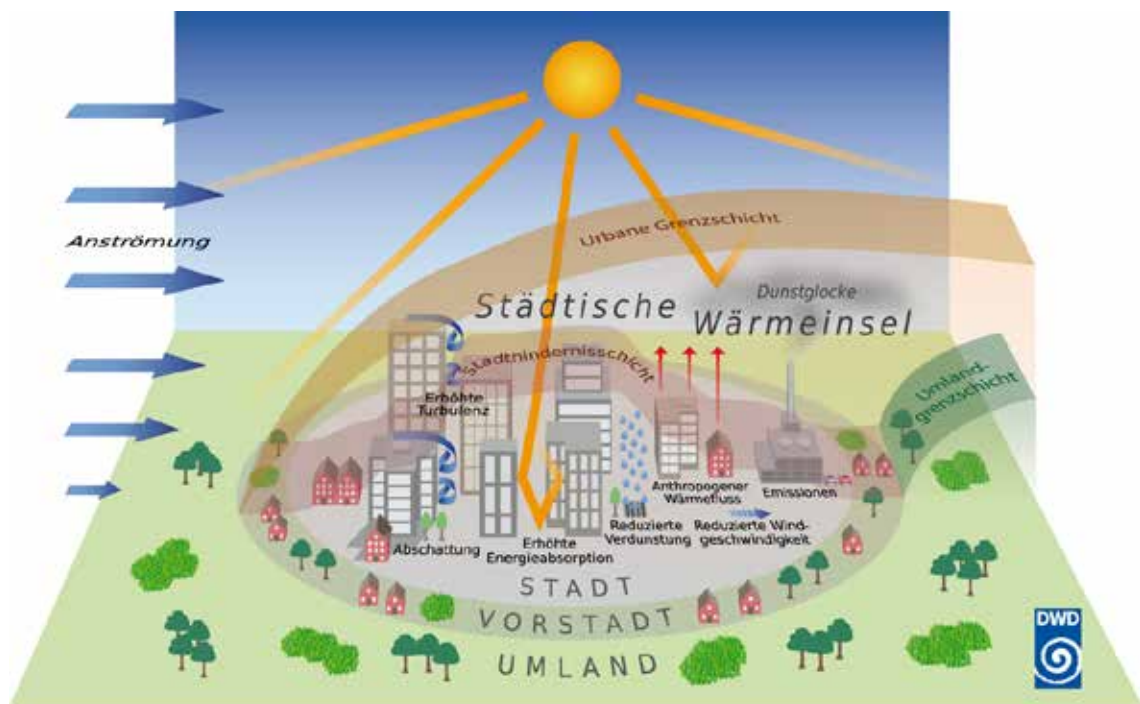 Anströmung
Urbane Grenzschicht
Städtische
Dunstglocke
Wärmeinsel
Stadthindernisschicht
Umland-
grenzschicht
Erhöhte
Turbulenz
Anthropogener
Wärmefluss
Emissionen
Abschattung
Erhöhte
Energieabsorption
Reduzierte
Verdunstung
Reduzierte Wind-
geschwindigkeit
STADT
VORSTADT
UMLAND
DWD